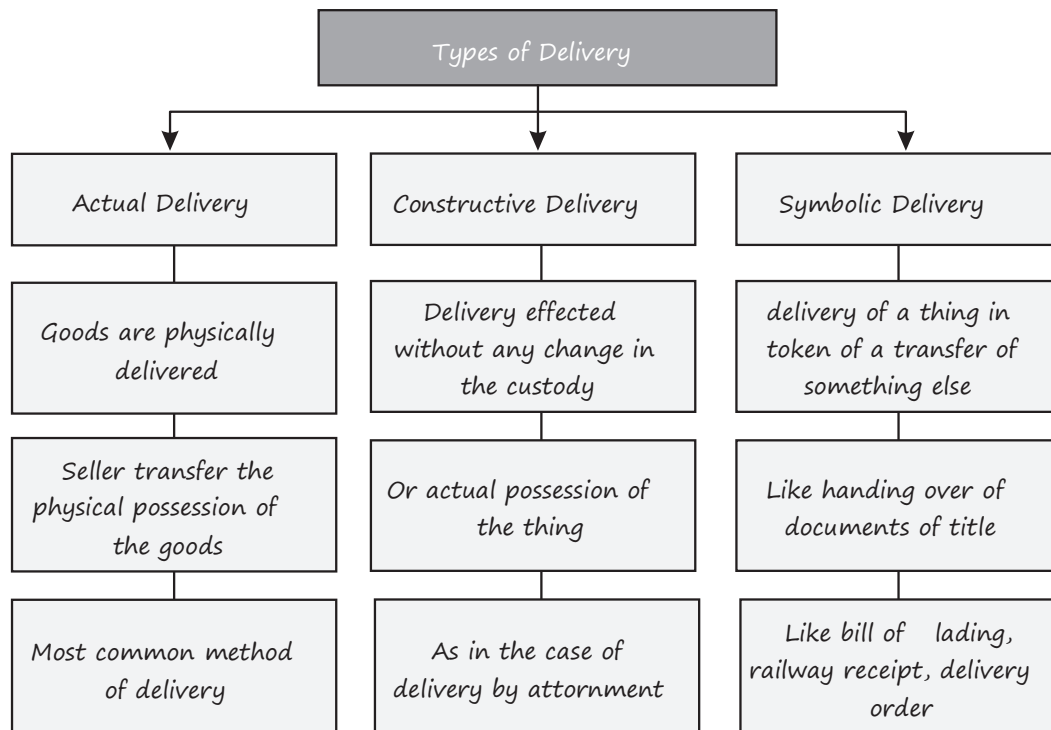 Types of Delivery
Actual Delivery
Goods are physically
delivered
Seller transfer the
physical possession of
the goods
Most common method
of delivery
Constructive Delivery
Delivery effected
without any change in
the custody
Or actual possession of
the thing
As in the case of
delivery by attornment
Symbolic Delivery
delivery of a thing in
token of a transfer of
something else
Like handing over of
documents of title
Like bill of lading,
railway receipt, delivery
order